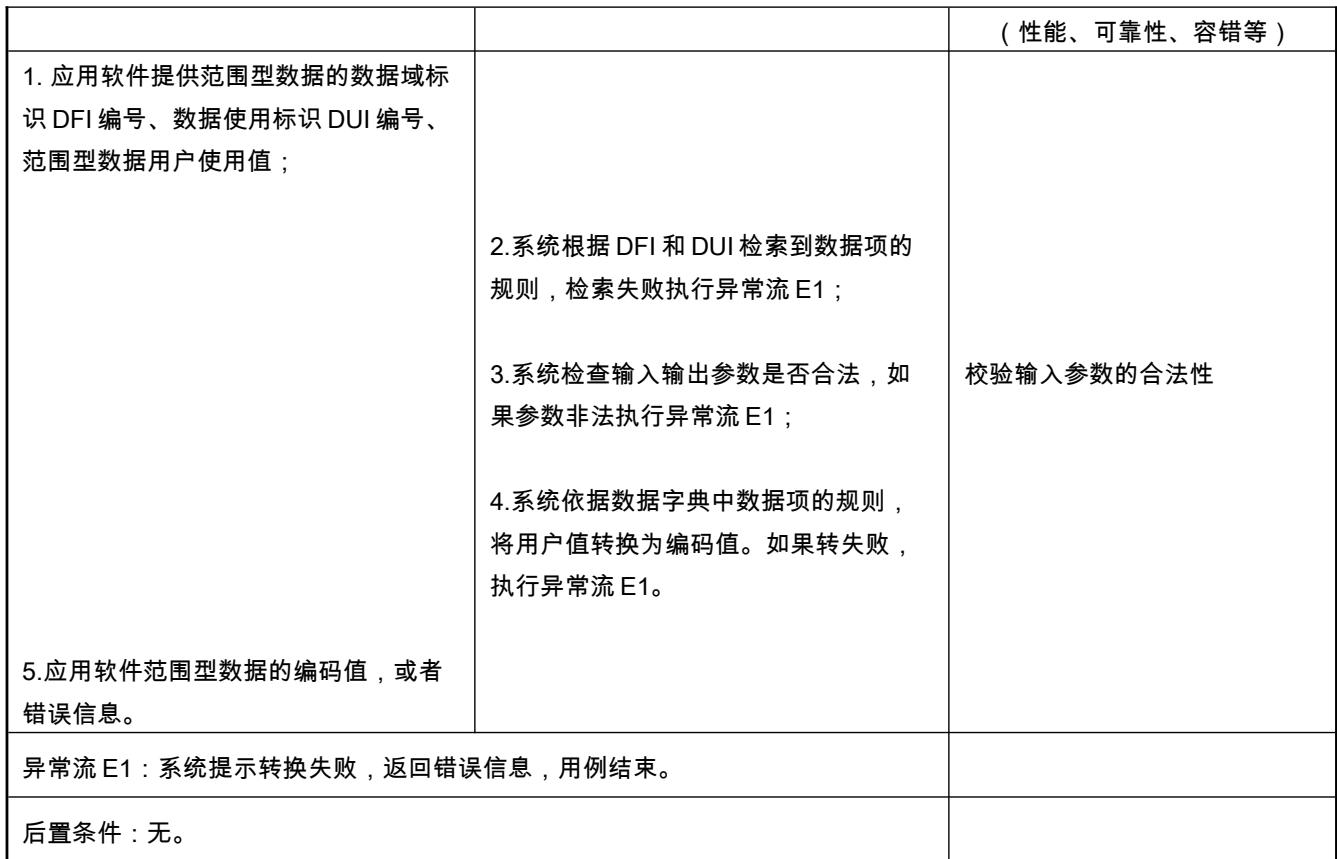 （性能、可靠性、容错等）
1. 应用软件提供范围型数据的数据域标
识 DFI 编号、数据使用标识 DUI 编号、
范围型数据用户使用值；
2.系统根据 DFI 和 DUI 检索到数据项的
规则，检索失败执行异常流 E1；
3.系统检查输入输出参数是否合法，如
果参数非法执行异常流 E1；
校验输入参数的合法性
4.系统依据数据字典中数据项的规则，
将用户值转换为编码值。如果转失败，
执行异常流 E1。
5.应用软件范围型数据的编码值，或者
错误信息。
异常流 E1：系统提示转换失败，返回错误信息，用例结束。
后置条件：无。